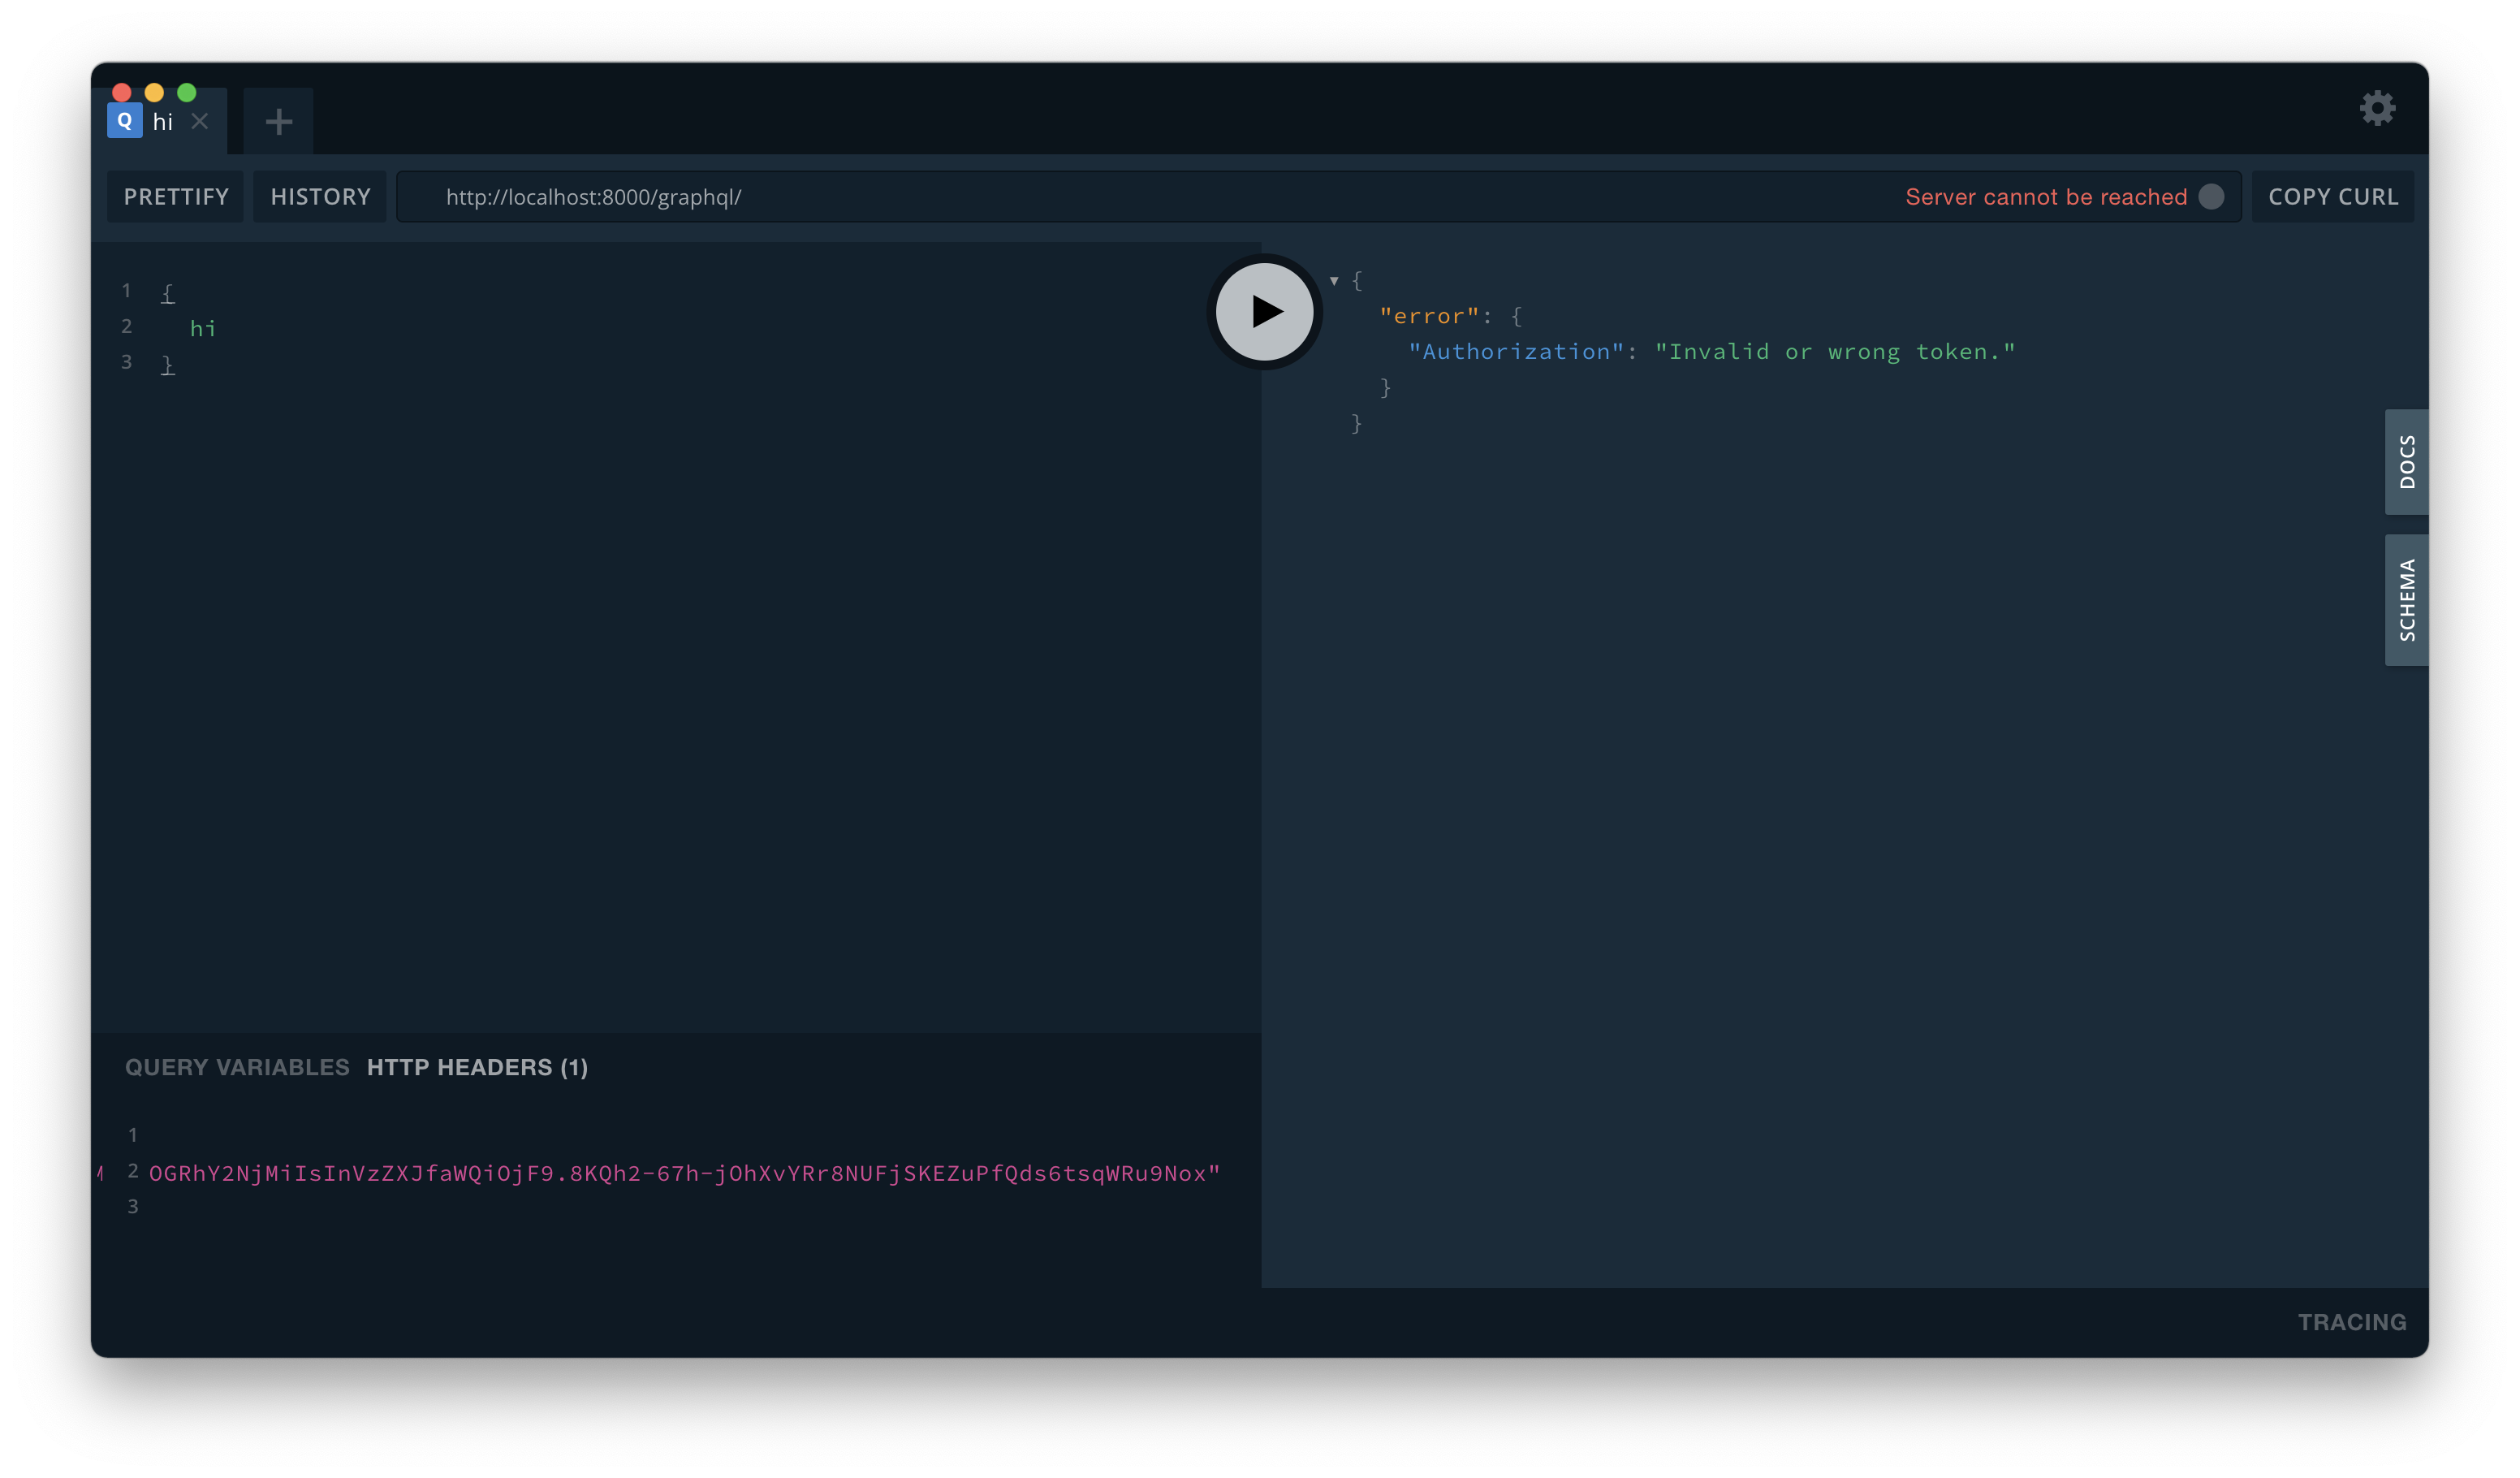 Q hi
PRETTIFY HISTORY http://localhost:8000/graphql/ Server cannot be reached COPY CURL
1 {
2 hi
3 }
{
"error": {
"Authorization": "Invalid or wrong token."
}
}
DOCS
SCHEMA
QUERY VARIABLES HTTP HEADERS (1)
1
2 OGRhY2NjMiIsInVzZXJfaWQiOjF9.8KQh2-67h-jOhXvYRr8NUFjSKEZuPfQds6tsqWRu9Nox"
3
TRACING